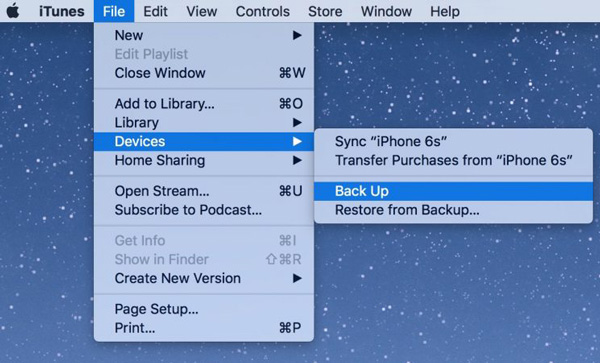 iTunes File Edit View Controls Store Window Help
New ▶
Edit Playlist
Close Window ⌘W
Add to Library... ⌘O
Library ▶
Devices ▶
Sync “iPhone 6s”
Home Sharing ▶
Transfer Purchases from “iPhone 6s”
Open Stream... ⌘U
Back Up
Subscribe to Podcast...
Restore from Backup...
Get Info ⌘I
Show in Finder ⇧⌘R
Create New Version ▶
Page Setup...
Print... ⌘P